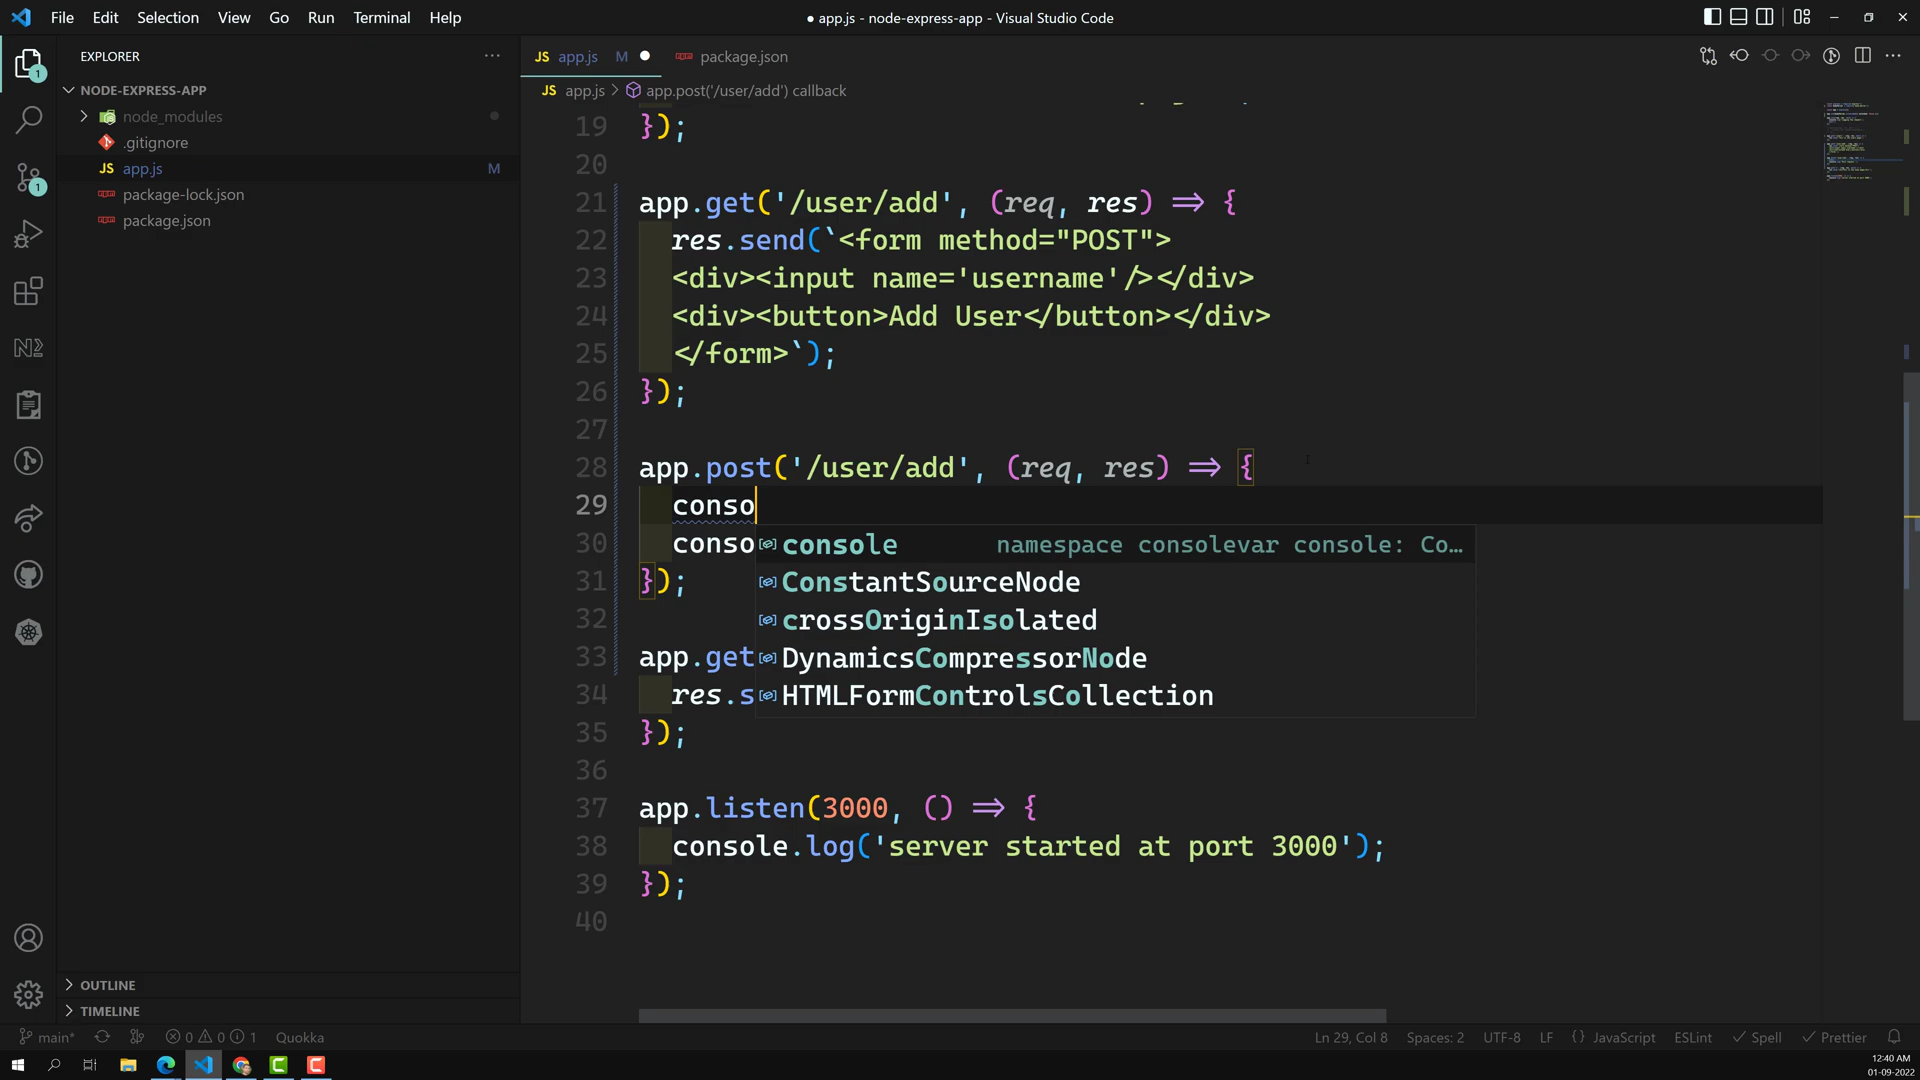 File Edit Selection View Go Run Terminal Help
● app.js - node-express-app - Visual Studio Code
EXPLORER
NODE-EXPRESS-APP
node_modules
.gitignore
JS app.js M
package-lock.json
package.json
OUTLINE
TIMELINE
1
1
JS app.js M ● package.json
JS app.js > app.post('/user/add') callback
19 });
20
21 app.get('/user/add', (req, res) => {
22 res.send(`<form method="POST">
23 <div><input name='username'/></div>
24 <div><button>Add User</button></div>
25 </form>`);
26 });
27
28 app.post('/user/add', (req, res) => {
29 conso
30 conso
31 });
32
33 app.get
34 res.s
35 });
36
37 app.listen(3000, () => {
38 console.log('server started at port 3000');
39 });
40
console namespace consolevar console: Co…
ConstantSourceNode
crossOriginIsolated
DynamicsCompressorNode
HTMLFormControlsCollection
main* 0 0 1 Quokka Ln 29, Col 8 Spaces: 2 UTF-8 LF {} JavaScript ESLint Spell Prettier
12:40 AM
01-09-2022